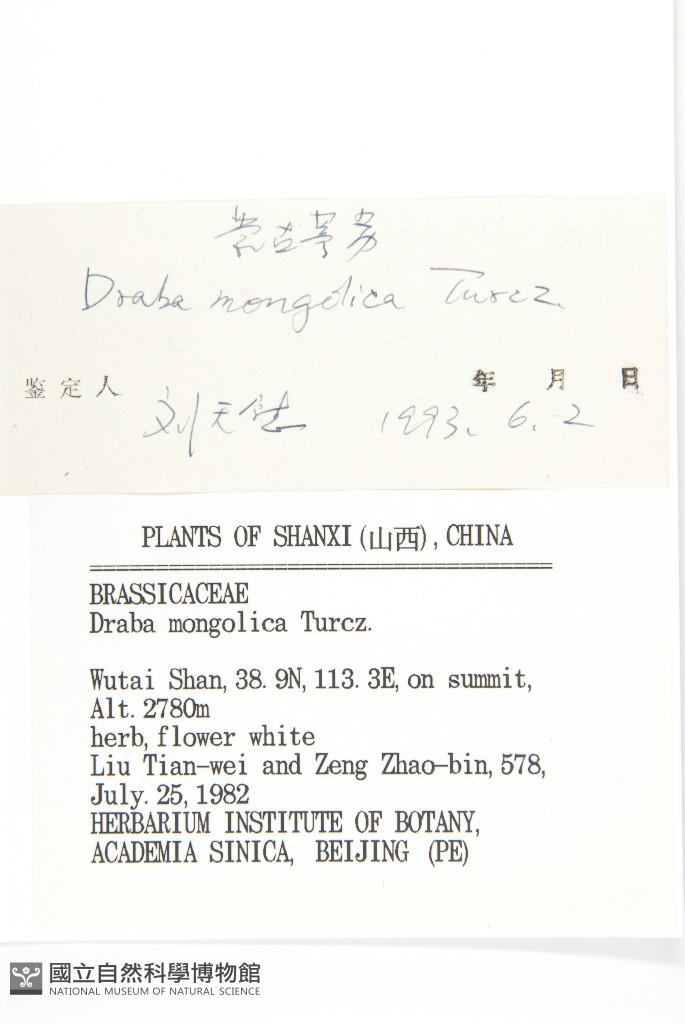 蒙古葶苈
Draba mongolica Turcz.
鉴定人 年 月 日
刘天慰 1993. 6. 2
PLANTS OF SHANXI(山西), CHINA
BRASSICACEAE
Draba mongolica Turcz.
Wutai Shan, 38. 9N, 113. 3E, on summit,
Alt. 2780m
herb, flower white
Liu Tian-wei and Zeng Zhao-bin, 578,
July. 25, 1982
HERBARIUM INSTITUTE OF BOTANY,
ACADEMIA SINICA, BEIJING (PE)
國立自然科學博物館
NATIONAL MUSEUM OF NATURAL SCIENCE